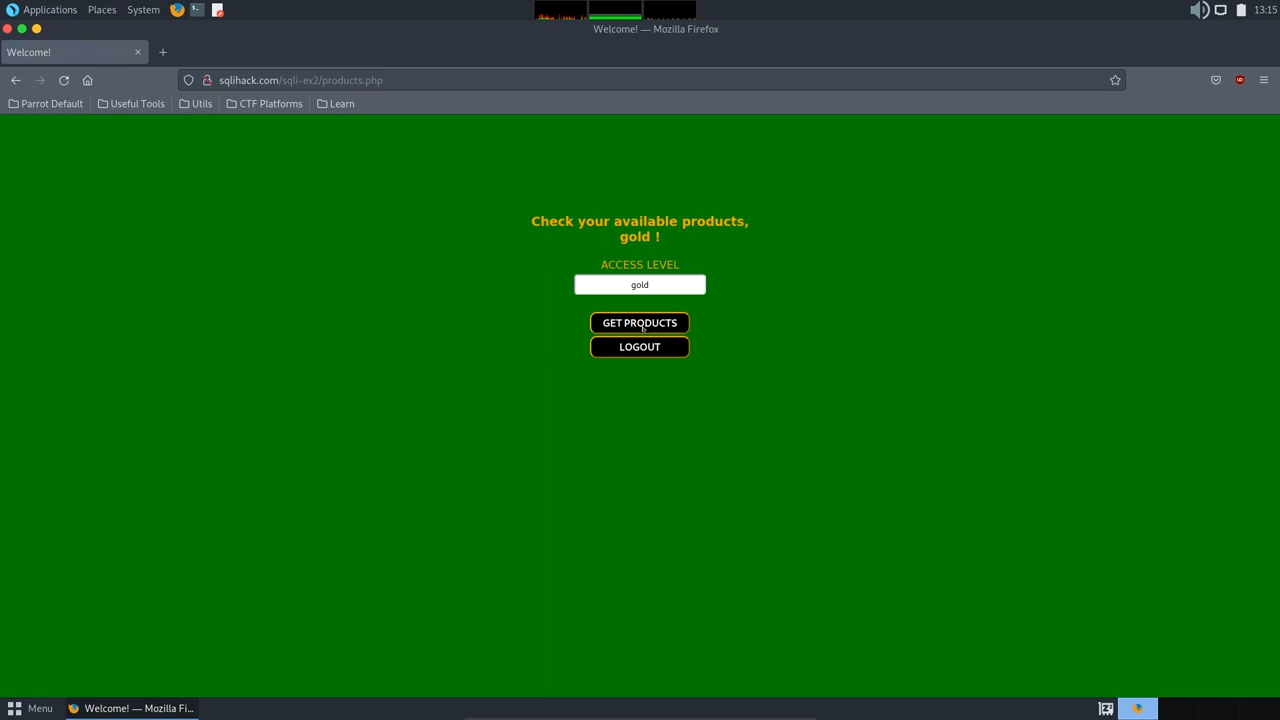 Applications Places System 13:15
Welcome! — Mozilla Firefox
Welcome!
sqlihack.com/sqli-ex2/products.php
Parrot Default Useful Tools Utils CTF Platforms Learn
Check your available products,
gold !
ACCESS LEVEL
gold
GET PRODUCTS
LOGOUT
Menu Welcome! — Mozilla Fi...